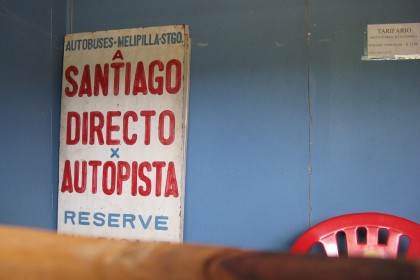 AUTOBUSES-MELIPILLA-STGO.
A
SANTIAGO
DIRECTO
x
AUTOPISTA
RESERVE
TARIFARIO